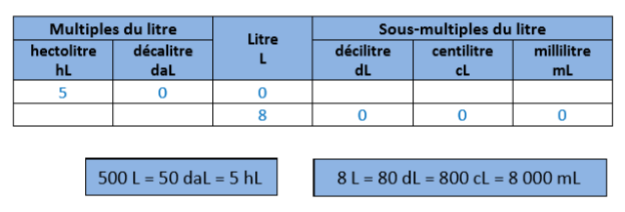 Multiples du litre Litre L Sous-multiples du litre
hectolitre hL décalitre daL décilitre dL centilitre cL millilitre mL
5 0 0
8 0 0 0
500 L = 50 daL = 5 hL
8 L = 80 dL = 800 cL = 8 000 mL